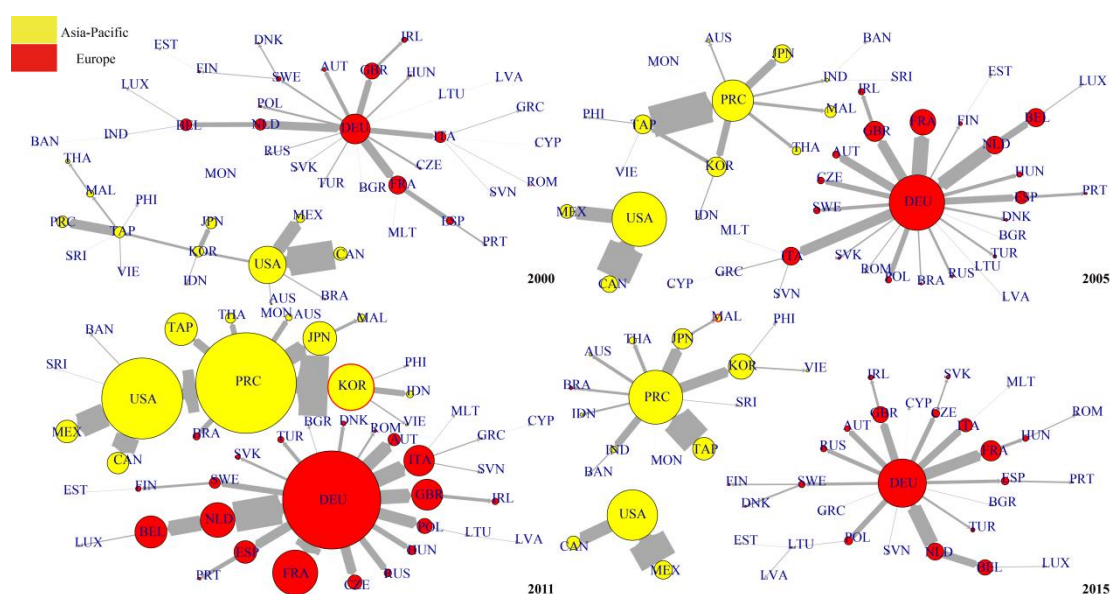 Asia-Pacific
Europe
EST
DNK
IRL
FIN
SWE
AUT
GBR
HUN
LVA
LUX
POL
LTU
GRC
IND
BEL
NLD
DEU
ITA
CYP
BAN
RUS
CZE
THA
SVK
MON
TUR
BGR
FRA
SVN
ROM
MAL
PHI
MEX
ESP
MLT
PRC
TAP
JPN
PRT
SRI
KOR
CAN
VIE
USA
IDN
AUS
BRA
2000
AUS
JPN
BAN
MON
IND
SRI
EST
PRC
IRL
LUX
PHI
MAL
FRA
FIN
BEL
TAP
GBR
NLD
THA
AUT
VIE
KOR
HUN
CZE
MEX
USA
IDN
DEU
ESP
PRT
SWE
DNK
MLT
BGR
ITA
TUR
GRC
SVK
ROM
LTU
CAN
CYP
POL
BRA
RUS
SVN
LVA
2005
THA
MON
AUS
MAL
BAN
TAP
JPN
SRI
PRC
KOR
PHI
USA
IDN
MEX
BRA
BGR
DNK
VIE
MLT
CAN
TUR
ROM
AUT
GRC
CYP
SVK
ITA
SVN
EST
FIN
SWE
DEU
GBR
IRL
BEL
NLD
POL
LTU
LUX
ESP
HUN
LVA
PRT
FRA
CZE
RUS
2011
MAL
PHI
THA
JPN
AUS
KOR
VIE
BRA
PRC
SRI
IDN
IRL
SVK
IND
TAP
CYP
MLT
BAN
MON
GBR
CZE
AUT
ITA
ROM
RUS
FRA
HUN
USA
FIN
SWE
DEU
ESP
PRT
DNK
GRC
BGR
CAN
TUR
MEX
EST
LTU
POL
SVN
NLD
LVA
BEL
LUX
2015